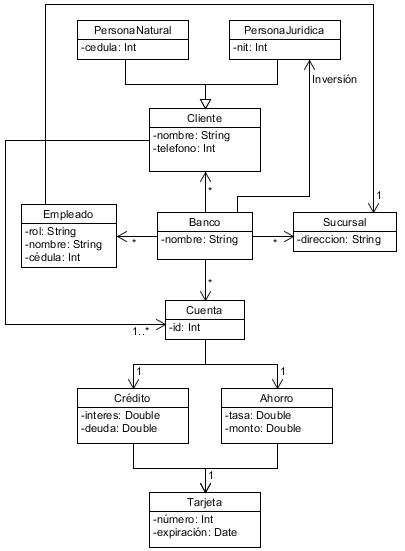 PersonaNatural
-cedula: Int
PersonaJuridica
-nit: Int
Inversión
Cliente
-nombre: String
-telefono: Int
*
1
Empleado
-rol: String
-nombre: String
-cédula: Int
*
Banco
-nombre: String
*
Sucursal
-direccion: String
*
Cuenta
-id: Int
1..*
1
1
Crédito
-interes: Double
-deuda: Double
Ahorro
-tasa: Double
-monto: Double
1
Tarjeta
-número: Int
-expiración: Date